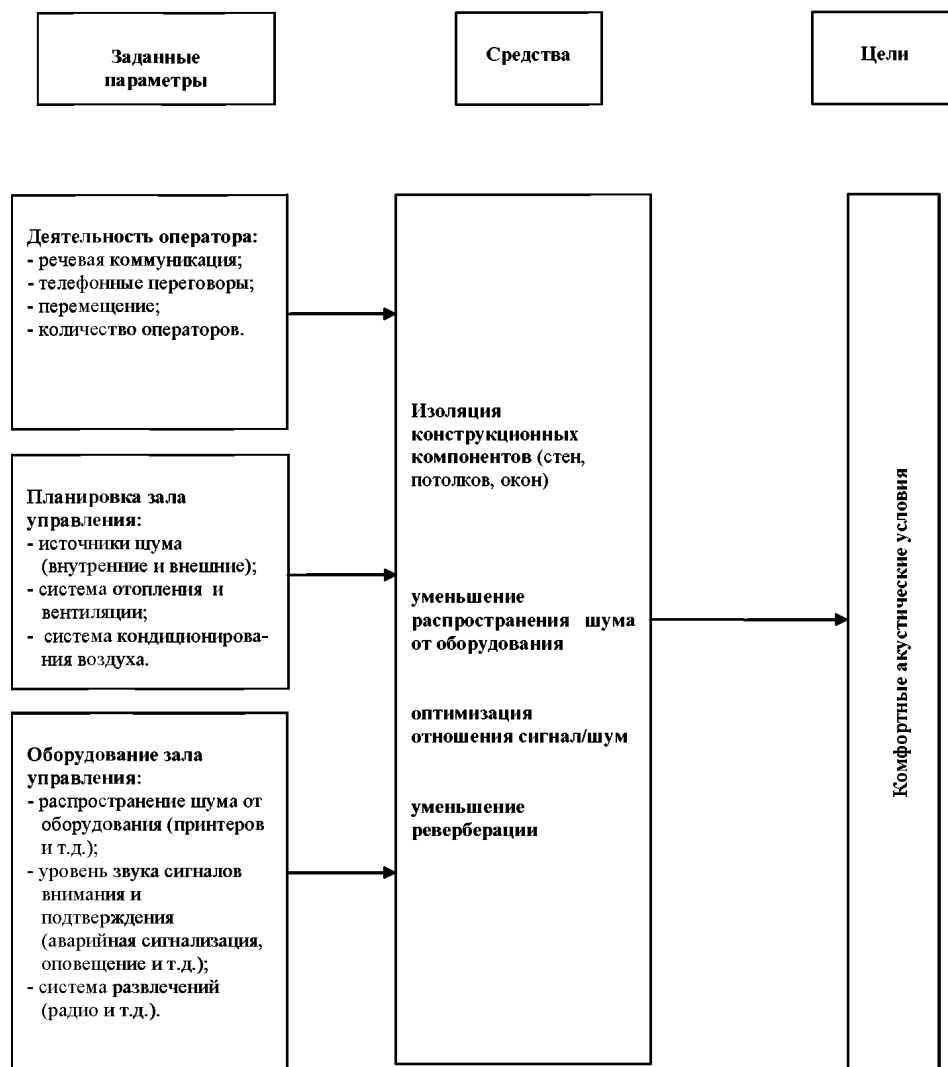 Заданные
параметры
Средства
Цели
Деятельность оператора:
- речевая коммуникация;
- телефонные переговоры;
- перемещение;
- количество операторов.
Планировка зала
управления:
- источники шума
(внутренние и внешние);
- система отопления и
вентиляции;
- система кондиционирова-
ния воздуха.
Оборудование зала
управления:
- распространение шума от
оборудования (принтеров
и т.д.);
- уровень звука сигналов
внимания и
подтверждения
(аварийная сигнализация,
оповещение и т.д.);
- система развлечений
(радио и т.д.).
Изоляция
конструкционных
компонентов (стен,
потолков, окон)
уменьшение
распространения шума
от оборудования
оптимизация
отношения сигнал/шум
уменьшение
реверберации
Комфортные акустические условия